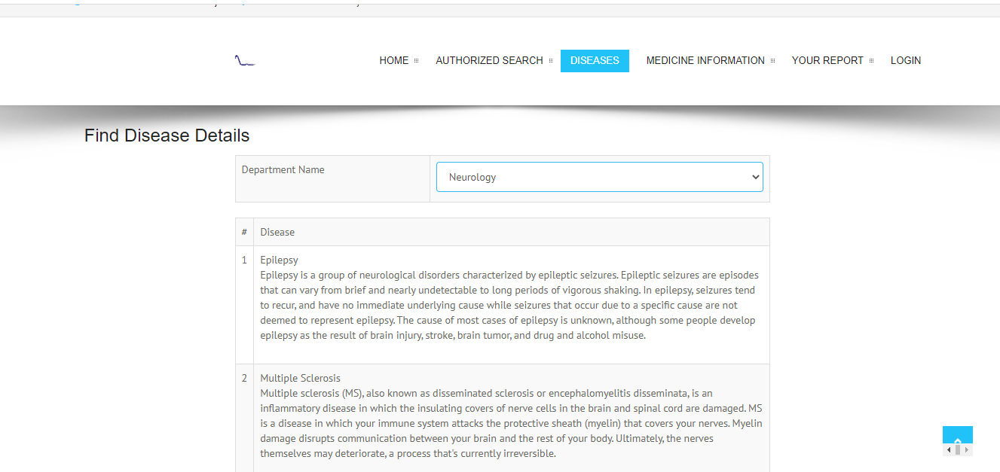 HOME AUTHORIZED SEARCH DISEASES MEDICINE INFORMATION YOUR REPORT LOGIN
Find Disease Details
Department Name
Neurology
# Disease
1 Epilepsy
Epilepsy is a group of neurological disorders characterized by epileptic seizures. Epileptic seizures are episodes
that can vary from brief and nearly undetectable to long periods of vigorous shaking. In epilepsy, seizures tend
to recur, and have no immediate underlying cause while seizures that occur due to a specific cause are not
deemed to represent epilepsy. The cause of most cases of epilepsy is unknown, although some people develop
epilepsy as the result of brain injury, stroke, brain tumor, and drug and alcohol misuse.
2 Multiple Sclerosis
Multiple sclerosis (MS), also known as disseminated sclerosis or encephalomyelitis disseminata, is an
inflammatory disease in which the insulating covers of nerve cells in the brain and spinal cord are damaged. MS
is a disease in which your immune system attacks the protective sheath (myelin) that covers your nerves. Myelin
damage disrupts communication between your brain and the rest of your body. Ultimately, the nerves
themselves may deteriorate, a process that's currently irreversible.